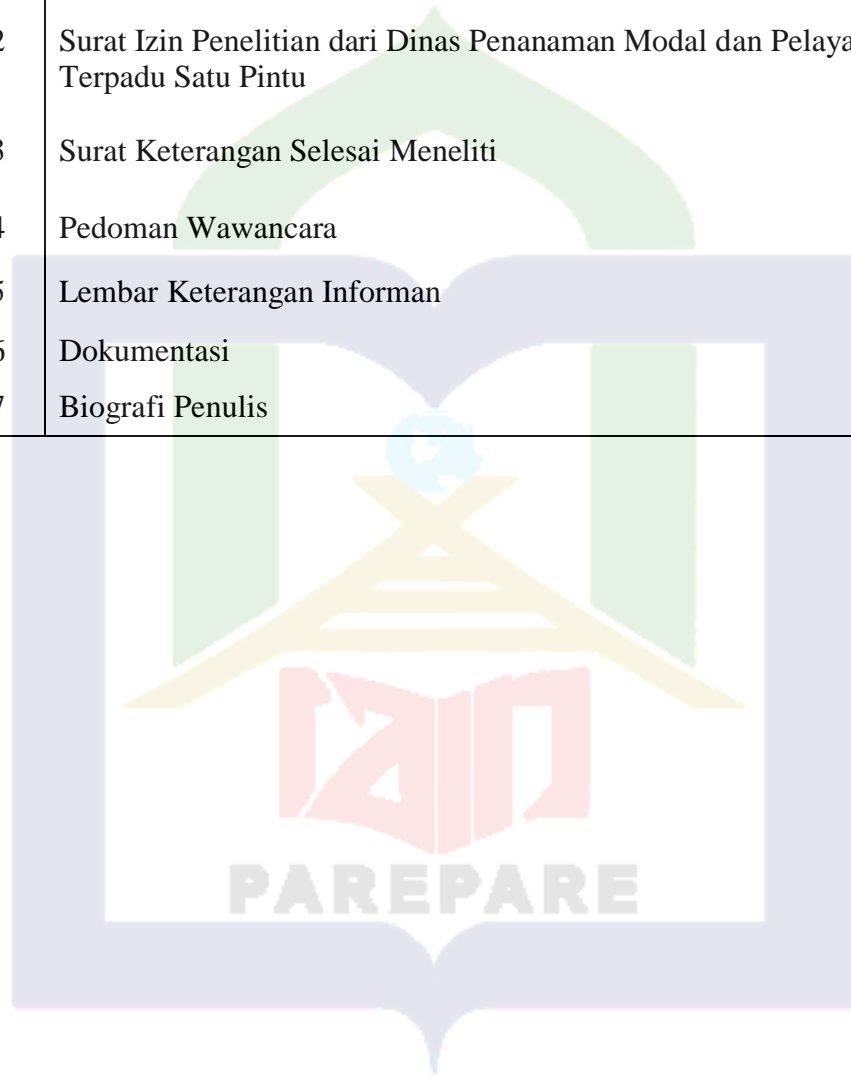 2 Surat Izin Penelitian dari Dinas Penanaman Modal dan
Terpadu Satu Pintu
3 Surat Keterangan Selesai Meneliti
4 Pedoman Wawancara
5 Lembar Keterangan Informan
6 Dokumentasi
7 Biografi Penulis
iain
PAREPARE